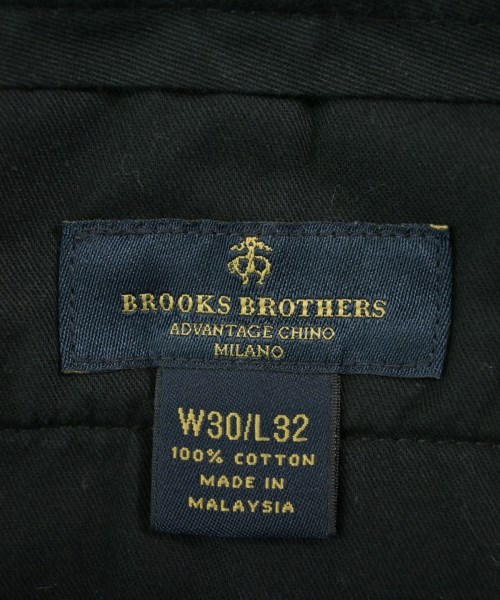 BROOKS BROTHERS
ADVANTAGE CHINO
MILANO
W30/L32
100% COTTON
MADE IN
MALAYSIA